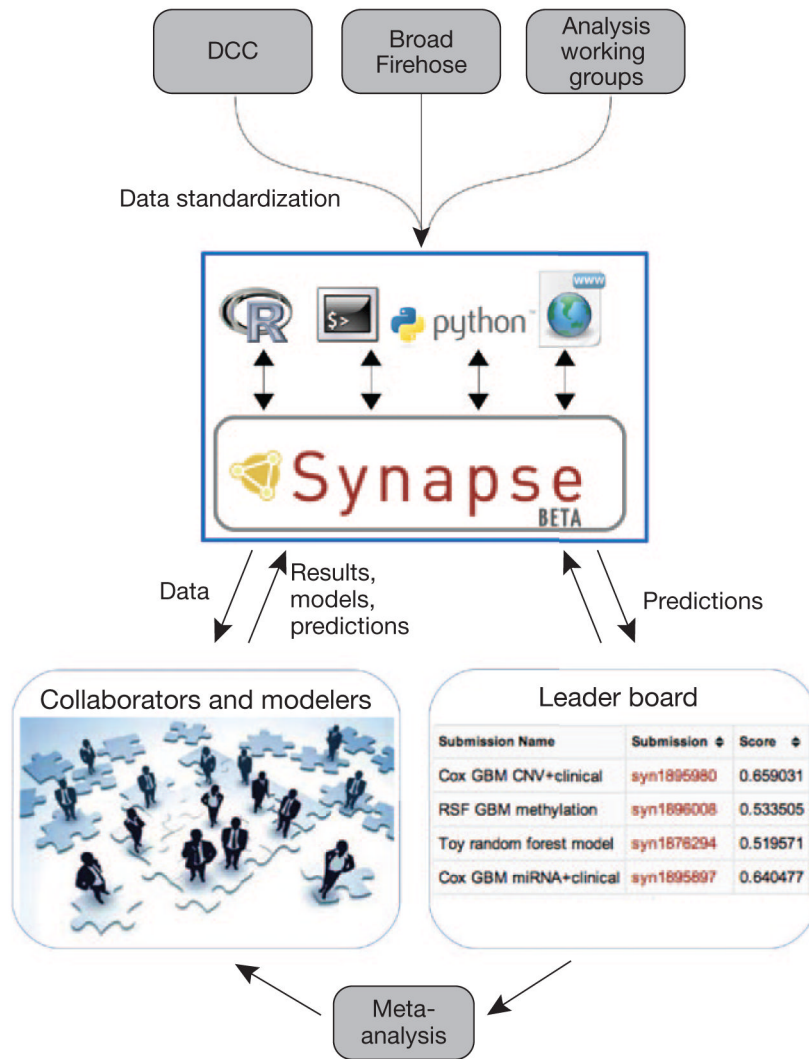 DCC
Broad
Firehose
Analysis
working
groups
Data standardization
R
$>
python™
www
Synapse
BETA
Data
Results,
models,
predictions
Predictions
Collaborators and modelers
Leader board
Submission Name Submission Score
Cox GBM CNV+clinical syn1895980 0.659031
RSF GBM methylation syn1896008 0.533505
Toy random forest model syn1876294 0.519571
Cox GBM miRNA+clinical syn1895897 0.640477
Meta-
analysis